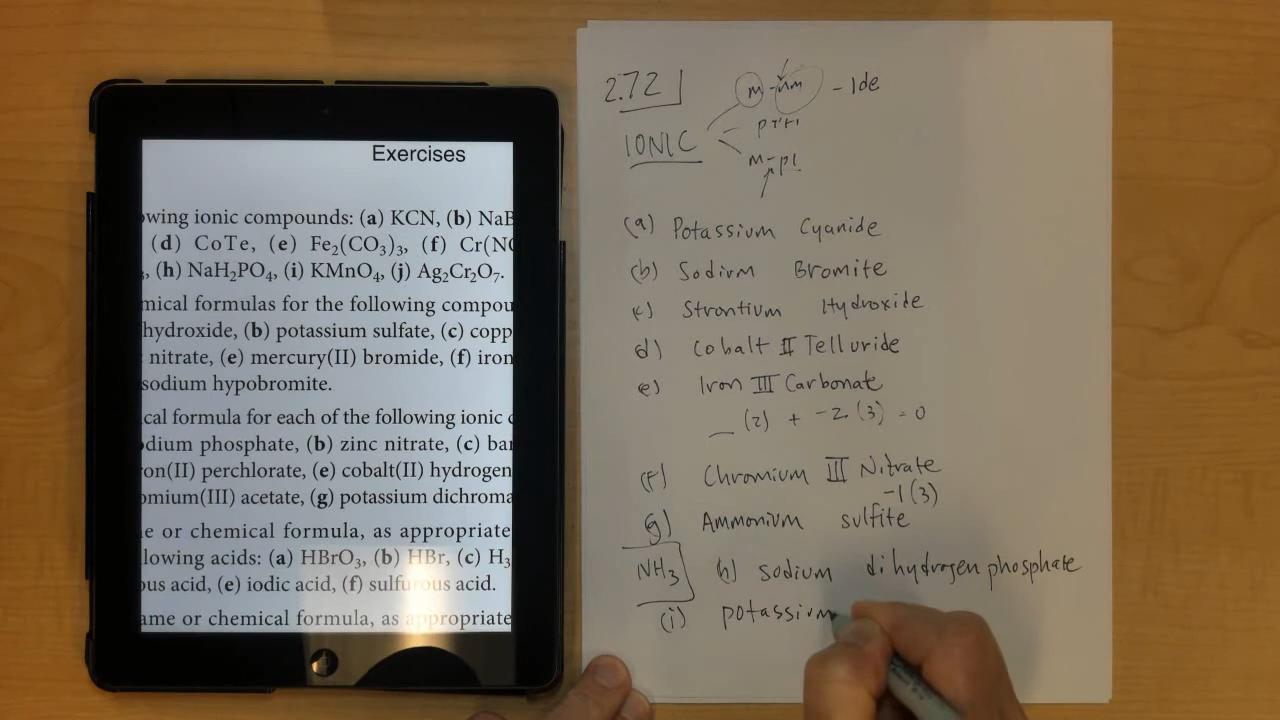 Exercises
owing ionic compounds: (a) KCN, (b) NaB
(d) CoTe, (e) Fe₂(CO₃)₃, (f) Cr(NO
, (h) NaH₂PO₄, (i) KMnO₄, (j) Ag₂Cr₂O₇.
mical formulas for the following compou
hydroxide, (b) potassium sulfate, (c) copp
nitrate, (e) mercury(II) bromide, (f) iron
sodium hypobromite.
cal formula for each of the following ionic c
dium phosphate, (b) zinc nitrate, (c) bar
on(II) perchlorate, (e) cobalt(II) hydrogen
omium(III) acetate, (g) potassium dichroma
e or chemical formula, as appropriate
lowing acids: (a) HBrO₃, (b) HBr, (c) H₃
ous acid, (e) iodic acid, (f) sulfurous acid.
ame or chemical formula, as appropriate
2.72
m - nm - Ide
IONIC
m-pl
(a) Potassium Cyanide
(b) Sodium Bromite
(c) Strontium Hydroxide
d) Cobalt II Telluride
e) Iron III Carbonate
_ (2) + -2 (3) = 0
(f) Chromium III Nitrate
-1(3)
g) Ammonium sulfite
NH₃ (h) sodium dihydrogen phosphate
(i) potassium